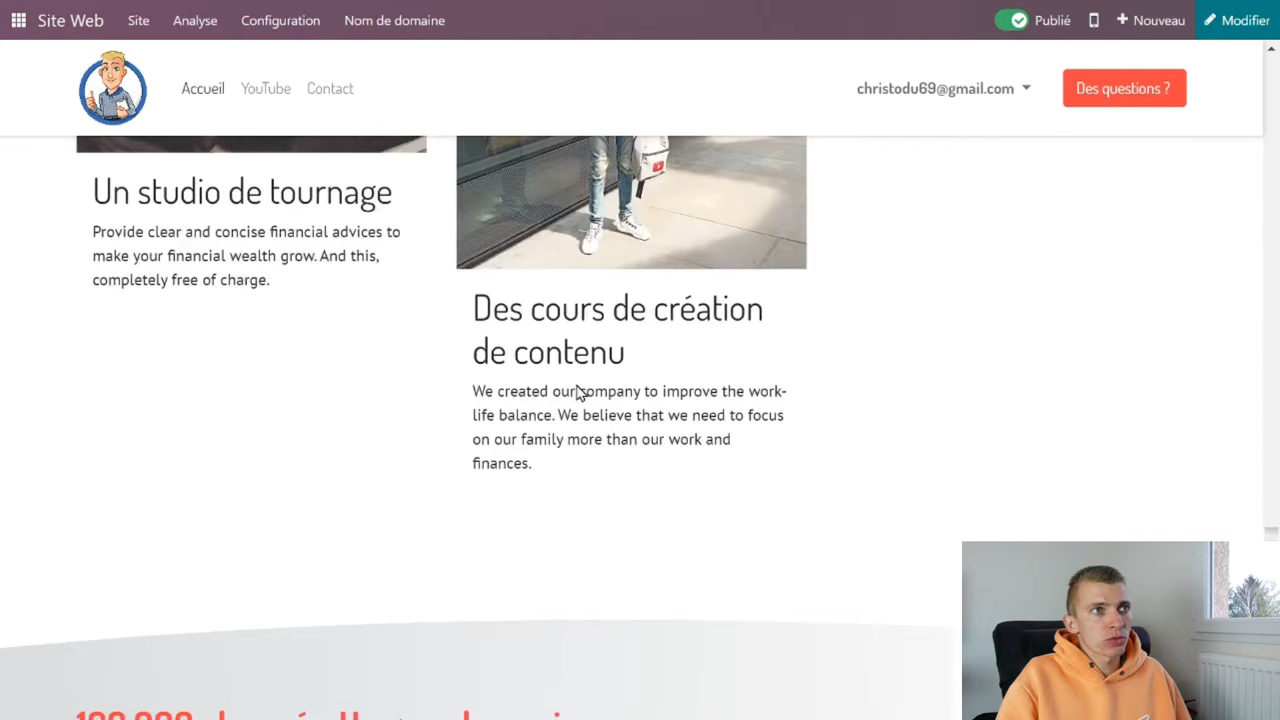 Site Web Site Analyse Configuration Nom de domaine Publié Nouveau Modifier
Accueil YouTube Contact christodu69@gmail.com Des questions ?
Un studio de tournage
Provide clear and concise financial advices to
make your financial wealth grow. And this,
completely free of charge.
Des cours de création
de contenu
We created our company to improve the work-
life balance. We believe that we need to focus
on our family more than our work and
finances.